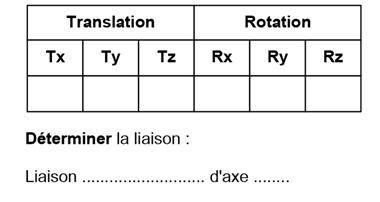 Translation Rotation
Tx Ty Tz Rx Ry Rz
Déterminer la liaison :
Liaison ........................... d'axe ........